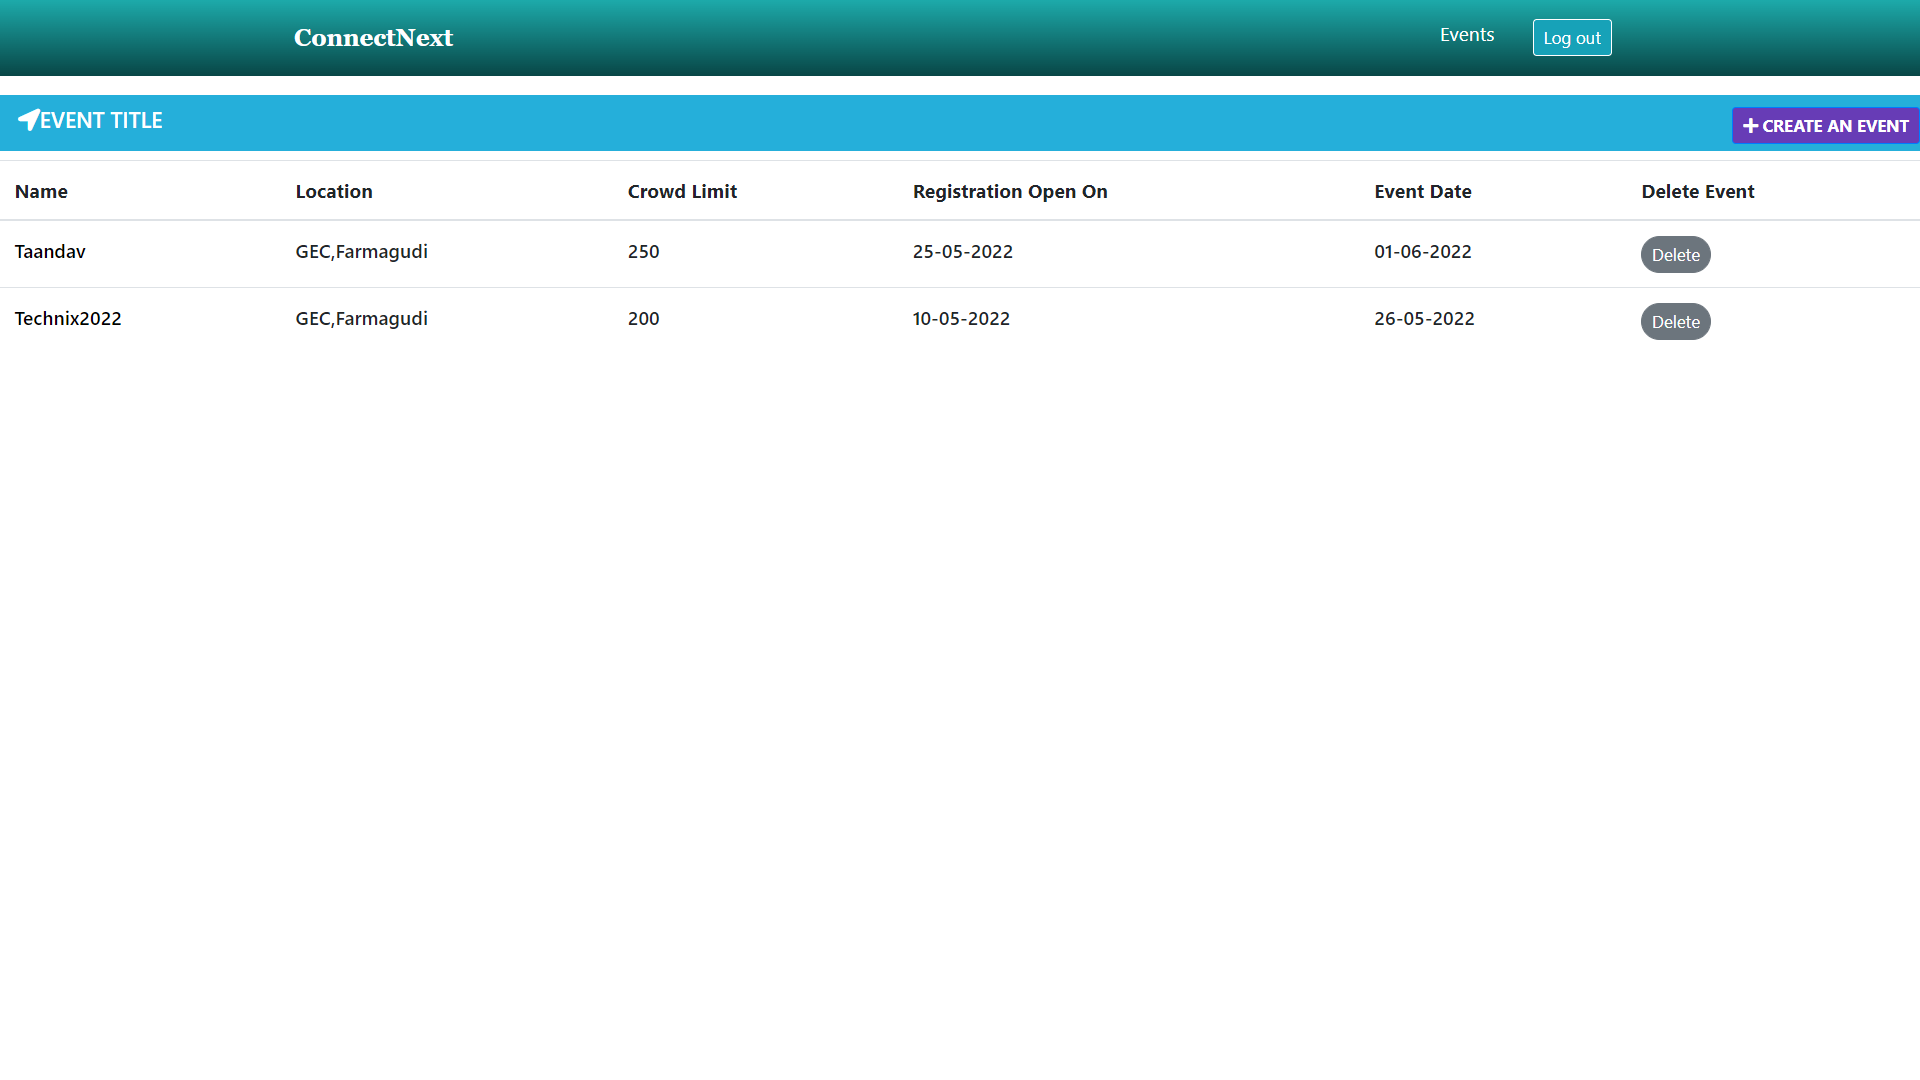 ConnectNext Events Log out
EVENT TITLE CREATE AN EVENT
Name Location Crowd Limit Registration Open On Event Date Delete Event
Taandav GEC,Farmagudi 250 25-05-2022 01-06-2022 Delete
Technix2022 GEC,Farmagudi 200 10-05-2022 26-05-2022 Delete